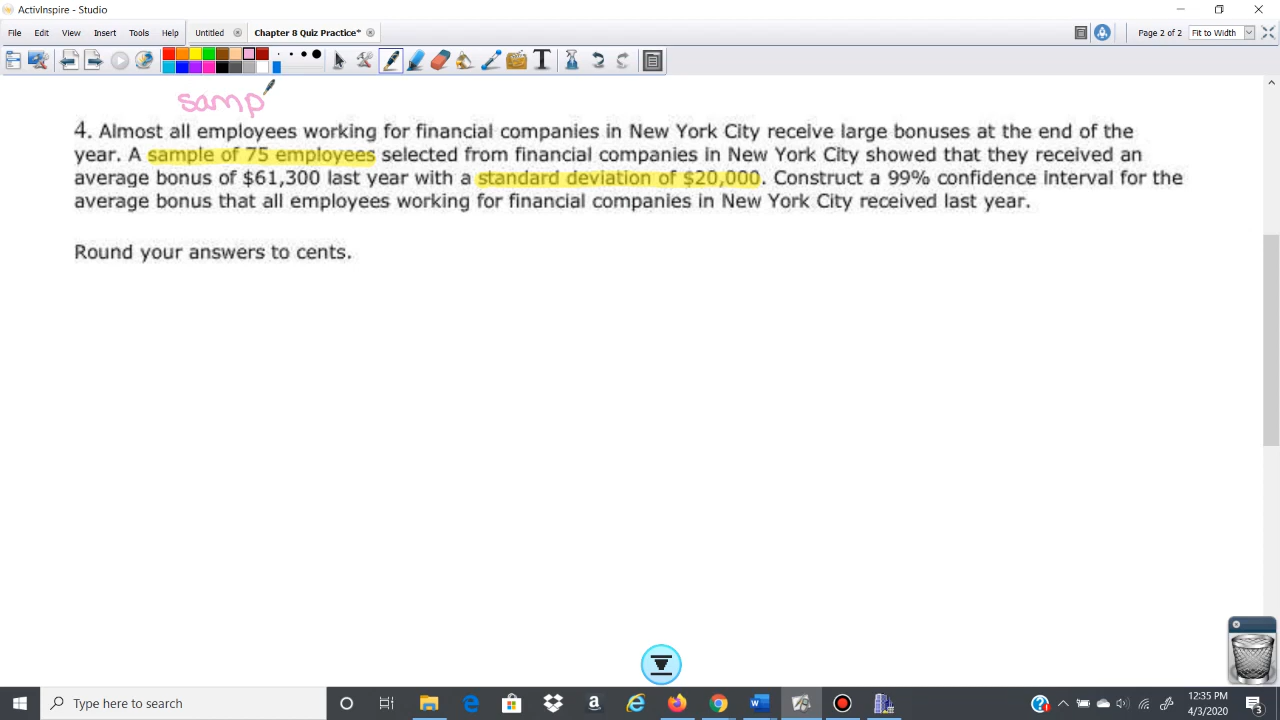 ActivInspire - Studio
File Edit View Insert Tools Help Untitled Chapter 8 Quiz Practice* Page 2 of 2 Fit to Width
samp
4. Almost all employees working for financial companies in New York City receive large bonuses at the end of the
year. A sample of 75 employees selected from financial companies in New York City showed that they received an
average bonus of $61,300 last year with a standard deviation of $20,000. Construct a 99% confidence interval for the
average bonus that all employees working for financial companies in New York City received last year.
Round your answers to cents.
Type here to search
12:35 PM
4/3/2020
3